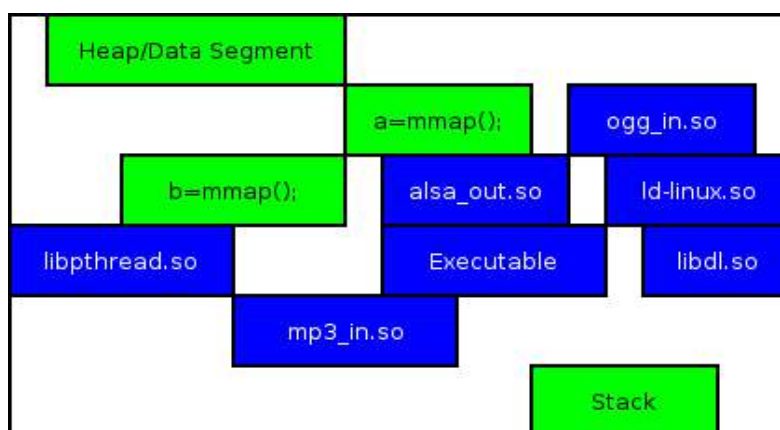 Heap/Data Segment
a=mmap();
ogg_in.so
b=mmap();
alsa_out.so
ld-linux.so
libpthread.so
Executable
libdl.so
mp3_in.so
Stack